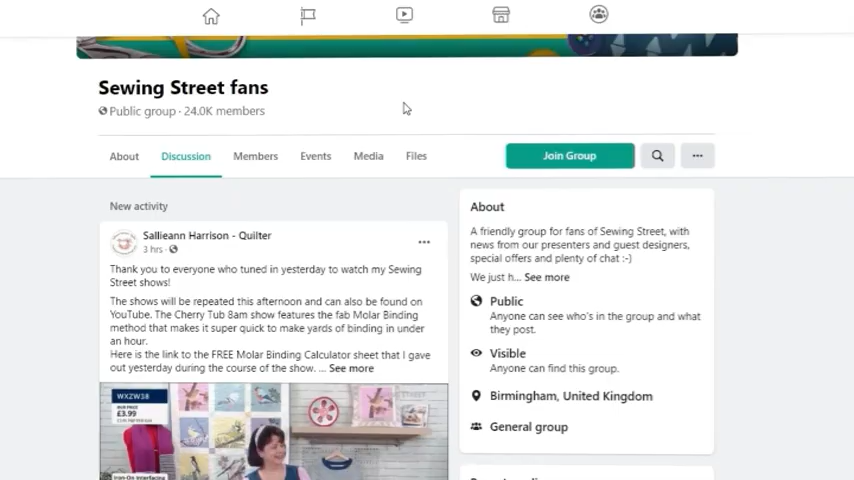 Sewing Street fans
Public group · 24.0K members
About
Discussion
Members
Events
Media
Files
Join Group
New activity
Sallieann Harrison - Quilter
3 hrs ·
Thank you to everyone who tuned in yesterday to watch my Sewing
Street shows!
The shows will be repeated this afternoon and can also be found on
YouTube. The Cherry Tub 8am show features the fab Molar Binding
method that makes it super quick to make yards of binding in under
an hour.
Here is the link to the FREE Molar Binding Calculator sheet that I gave
out yesterday during the course of the show. ... See more
WXZW38
OUR PRICE
£3.99
Iron-On Interfacing
About
A friendly group for fans of Sewing Street, with
news from our presenters and guest designers,
special offers and plenty of chat :-)
We just h... See more
Public
Anyone can see who's in the group and what
they post.
Visible
Anyone can find this group.
Birmingham, United Kingdom
General group